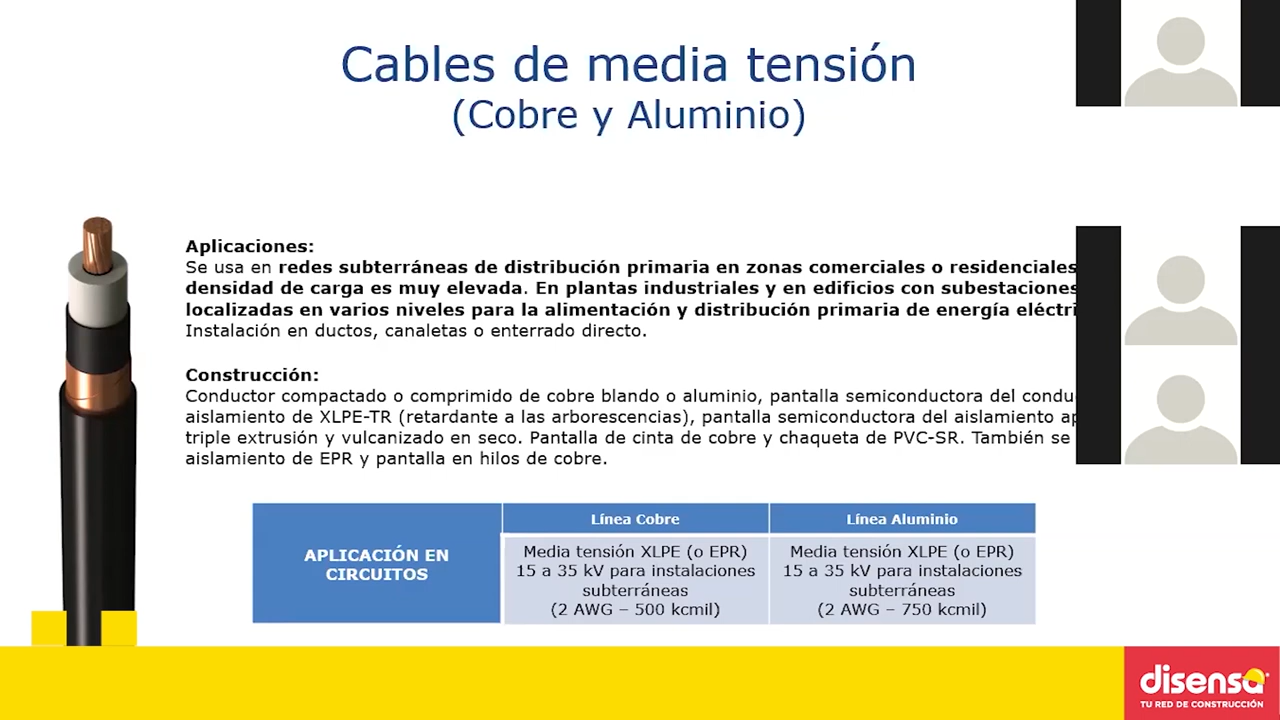 Cables de media tensión
(Cobre y Aluminio)
Aplicaciones:
Se usa en redes subterráneas de distribución primaria en zonas comerciales o residenciales
densidad de carga es muy elevada. En plantas industriales y en edificios con subestaciones
localizadas en varios niveles para la alimentación y distribución primaria de energía
Instalación en ductos, canaletas o enterrado directo.
Construcción:
Conductor compactado o comprimido de cobre blando o aluminio, pantalla semiconductora del
aislamiento de XLPE-TR (retardante a las arborescencias), pantalla semiconductora del aislamiento
triple extrusión y vulcanizado en seco. Pantalla de cinta de cobre y chaqueta de PVC-SR. También se
aislamiento de EPR y pantalla en hilos de cobre.
APLICACIÓN EN
CIRCUITOS
Línea Cobre
Media tensión XLPE (o EPR)
15 a 35 kV para instalaciones
subterráneas
(2 AWG – 500 kcmil)
Línea Aluminio
Media tensión XLPE (o EPR)
15 a 35 kV para instalaciones
subterráneas
(2 AWG – 750 kcmil)
disensa
TU RED DE CONSTRUCCIÓN